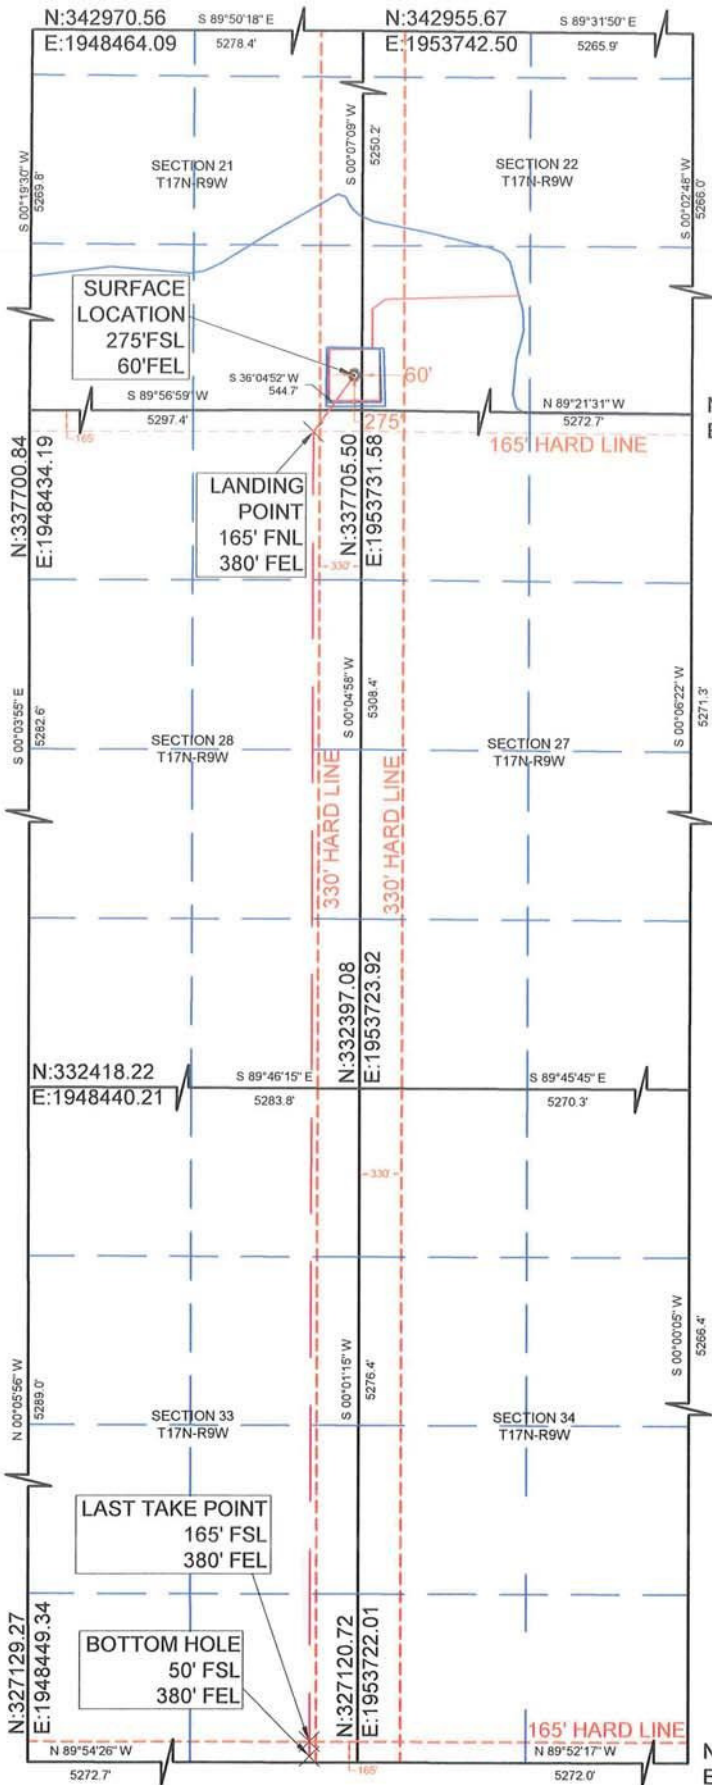 N:342970.56
E:1948464.09
S 89°50'18" E
5278.4'
N:342955.67
E:1953742.50
S 89°31'50" E
5265.9'
S 00°19'30" W
5269.8'
SECTION 21
T17N-R9W
S 00°07'09" W
5250.2'
SECTION 22
T17N-R9W
S 00°02'48" W
5266.0'
SURFACE
LOCATION
275'FSL
60'FEL
S 36°04'52" W
544.7'
60'
S 89°56'59" W
5297.4'
275'
N 89°21'31" W
5272.7'
165
165' HARD LINE
N
E
N:337700.84
E:1948434.19
LANDING
POINT
165' FNL
380' FEL
N:337705.50
E:1953731.58
330'
S 00°03'55" E
5282.6'
SECTION 28
T17N-R9W
S 00°04'58" W
5308.4'
SECTION 27
T17N-R9W
S 00°06'22" W
5271.3'
330' HARD LINE
330' HARD LINE
N:332418.22
E:1948440.21
S 89°46'15" E
5283.8'
N:332397.08
E:1953723.92
S 89°45'45" E
5270.3'
330'
N 00°05'56" W
5289.0'
SECTION 33
T17N-R9W
S 00°01'15" W
5276.4'
SECTION 34
T17N-R9W
S 00°00'05" W
5266.4'
LAST TAKE POINT
165' FSL
380' FEL
BOTTOM HOLE
50' FSL
380' FEL
N:327129.27
E:1948449.34
N:327120.72
E:1953722.01
165' HARD LINE
N 89°54'26" W
5272.7'
165'
N 89°52'17" W
5272.0'
N
E